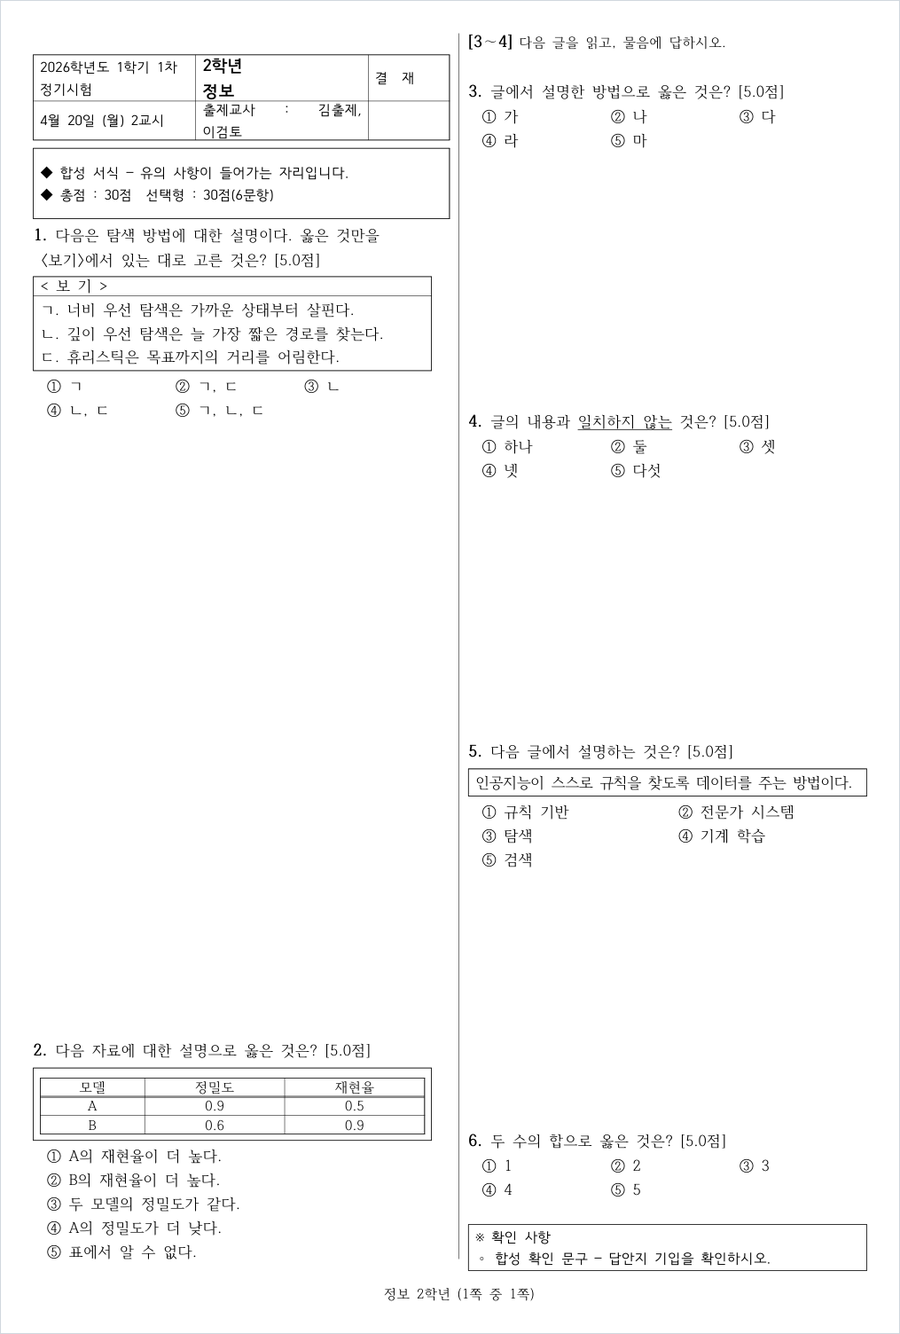 2026학년도 1학기 1차
정기시험
2학년
정보
결 재
4월 20일 (월) 2교시
출제교사 : 김출제,
이검토
◆ 합성 서식 - 유의 사항이 들어가는 자리입니다.
◆ 총점 : 30점 선택형 : 30점(6문항)
1. 다음은 탐색 방법에 대한 설명이다. 옳은 것만을
〈보기〉에서 있는 대로 고른 것은? [5.0점]
< 보 기 >
ㄱ. 너비 우선 탐색은 가까운 상태부터 살핀다.
ㄴ. 깊이 우선 탐색은 늘 가장 짧은 경로를 찾는다.
ㄷ. 휴리스틱은 목표까지의 거리를 어림한다.
① ㄱ ② ㄱ, ㄷ ③ ㄴ
④ ㄴ, ㄷ ⑤ ㄱ, ㄴ, ㄷ
2. 다음 자료에 대한 설명으로 옳은 것은? [5.0점]
모델 정밀도 재현율
A 0.9 0.5
B 0.6 0.9
① A의 재현율이 더 높다.
② B의 재현율이 더 높다.
③ 두 모델의 정밀도가 같다.
④ A의 정밀도가 더 낮다.
⑤ 표에서 알 수 없다.
[3~4] 다음 글을 읽고, 물음에 답하시오.
3. 글에서 설명한 방법으로 옳은 것은? [5.0점]
① 가 ② 나 ③ 다
④ 라 ⑤ 마
4. 글의 내용과 일치하지 않는 것은? [5.0점]
① 하나 ② 둘 ③ 셋
④ 넷 ⑤ 다섯
5. 다음 글에서 설명하는 것은? [5.0점]
인공지능이 스스로 규칙을 찾도록 데이터를 주는 방법이다.
① 규칙 기반 ② 전문가 시스템
③ 탐색 ④ 기계 학습
⑤ 검색
6. 두 수의 합으로 옳은 것은? [5.0점]
① 1 ② 2 ③ 3
④ 4 ⑤ 5
※ 확인 사항
◦ 합성 확인 문구 - 답안지 기입을 확인하시오.
정보 2학년 (1쪽 중 1쪽)